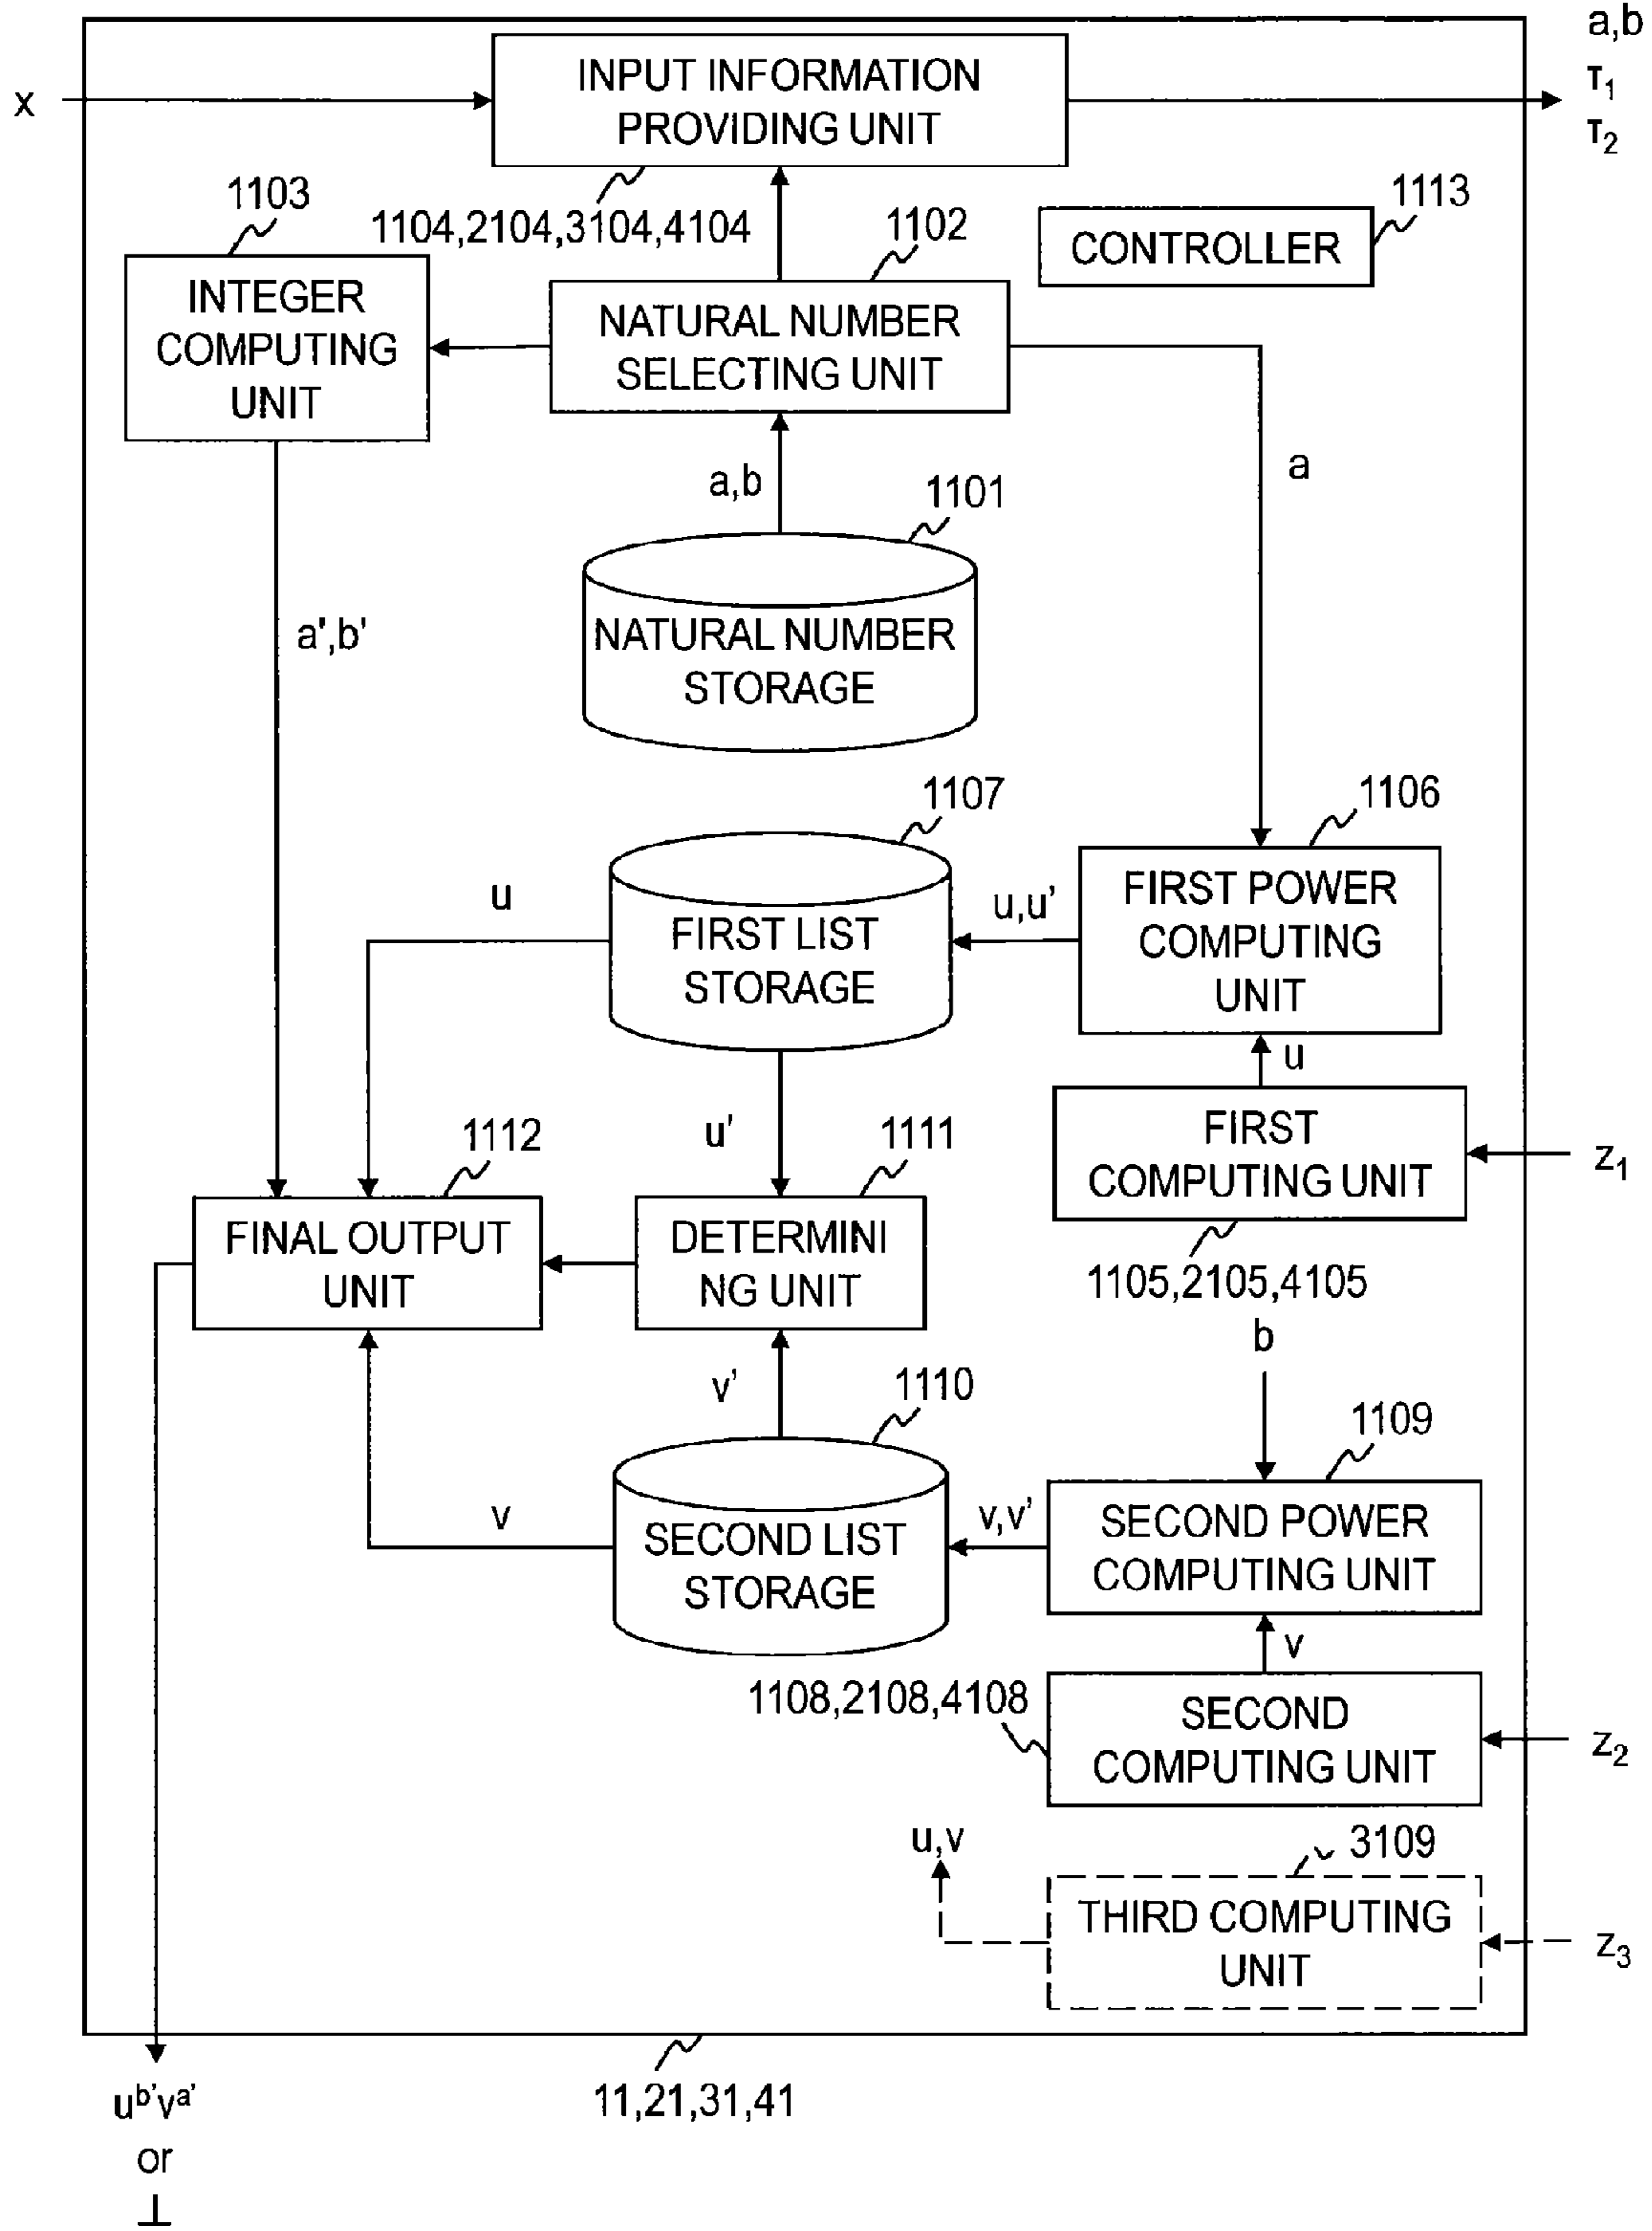 a,b
INPUT INFORMATION
PROVIDING UNIT
x
τ1
τ2
1103
1104,2104,3104,4104
1102
1113
CONTROLLER
INTEGER
COMPUTING
UNIT
NATURAL NUMBER
SELECTING UNIT
a
a,b
1101
a',b'
NATURAL NUMBER
STORAGE
1107
1106
u
FIRST LIST
STORAGE
u,u'
FIRST POWER
COMPUTING
UNIT
u
1112
u'
1111
FIRST
COMPUTING UNIT
z1
FINAL OUTPUT
UNIT
DETERMINI
NG UNIT
1105,2105,4105
b
v'
1110
1109
v
SECOND LIST
STORAGE
v,v'
SECOND POWER
COMPUTING UNIT
v
1108,2108,4108
SECOND
COMPUTING UNIT
z2
u,v
3109
THIRD COMPUTING
UNIT
z3
11,21,31,41
u^b' v^a'
or
⊥